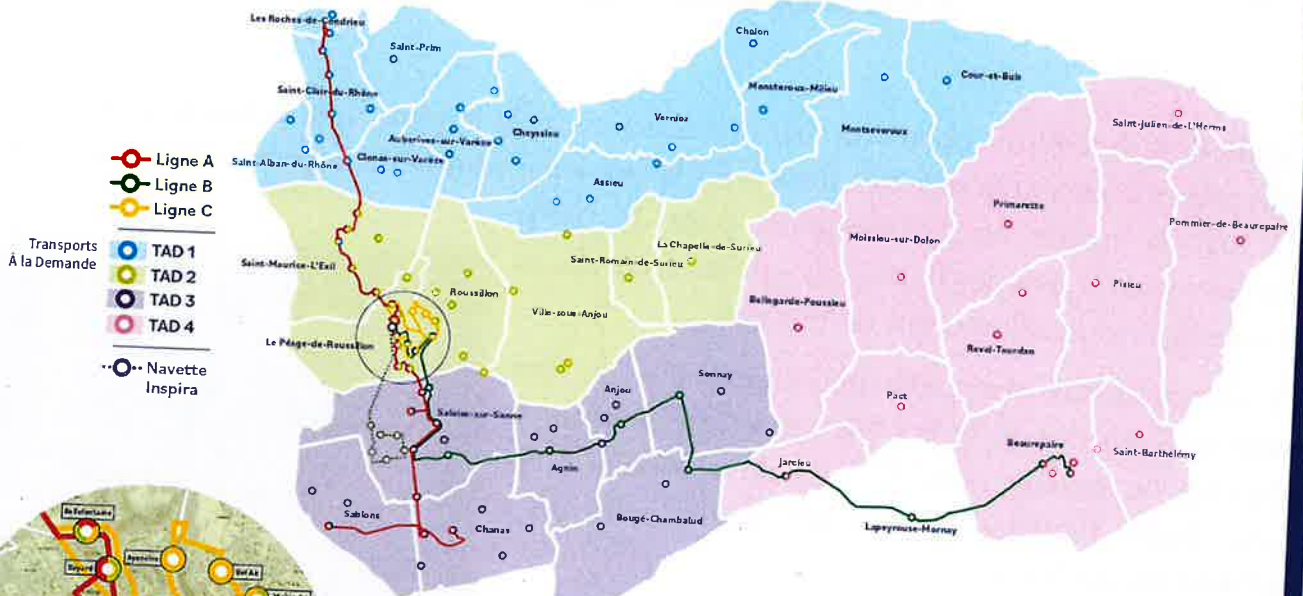 Les Roches-de-Condrieu
Saint-Prim
Chalon
Saint-Clair-du-Rhône
Monsteroux-Milieu
Cour-et-Buis
Vernioz
Cheyssieu
Auberives-sur-Varèze
Montseveroux
Saint-Julien-de-L'Herms
Saint-Alban-du-Rhône
Clonas-sur-Varèze
Assieu
Ligne A
Ligne B
Ligne C
Transports
À la Demande
TAD 1
TAD 2
TAD 3
TAD 4
Navette
Inspira
Primarette
Pommier-de-Beaurepaire
Moissieu-sur-Dolon
La Chapelle-de-Surieu
Saint-Romain-de-Surieu
Saint-Maurice-L'Exil
Roussillon
Ville-sous-Anjou
Bellegarde-Poussieu
Pisieu
Le Péage-de-Roussillon
Revel-Tourdan
Sonnay
Anjou
Pact
Salaise-sur-Sanne
Agnin
Jarcieu
Beaurepaire
Saint-Barthélémy
Sablons
Chanas
Bougé-Chambalud
Lapeyrouse-Mornay
Bayard
Bel Air